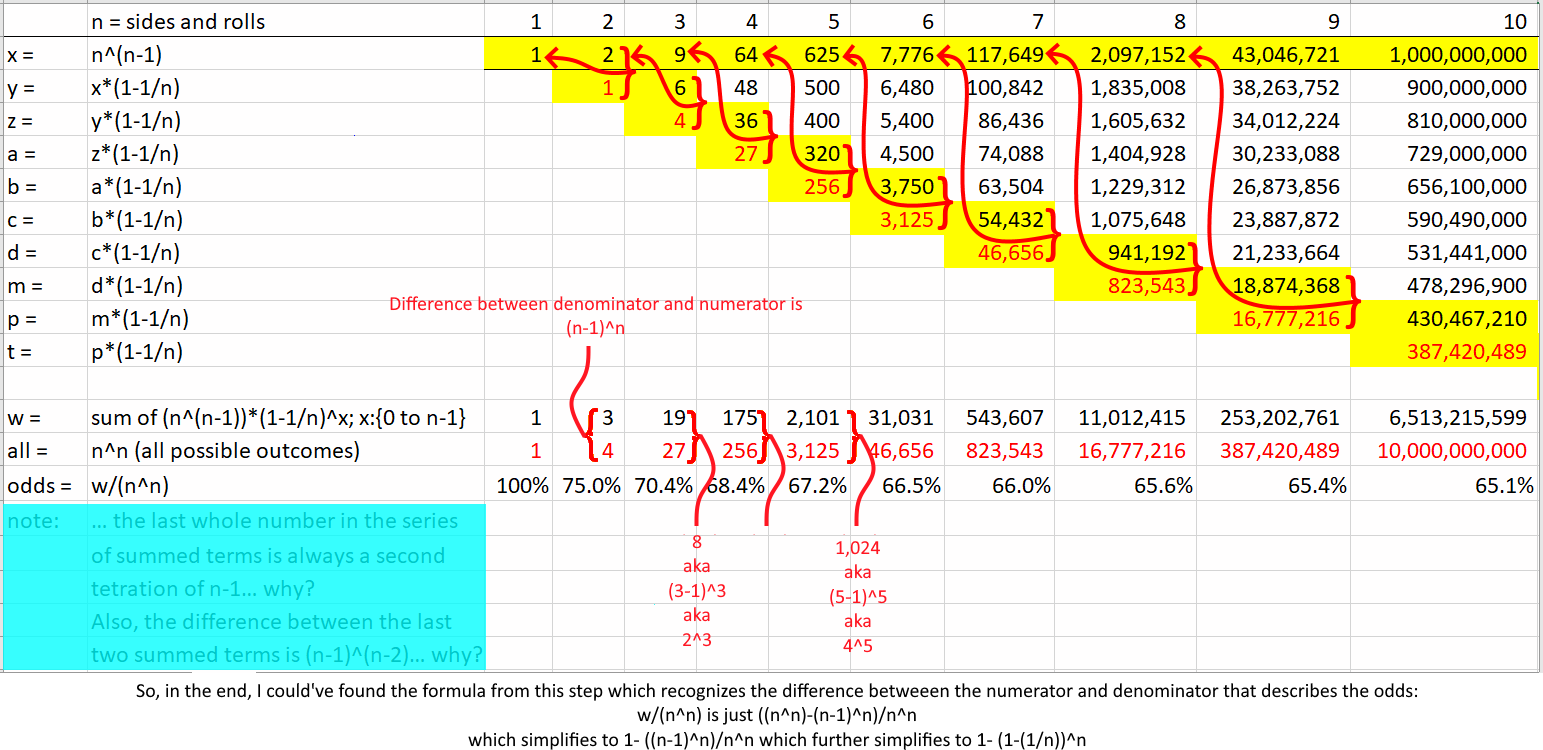 n = sides and rolls 1 2 3 4 5 6 7 8 9 10
x = n^(n-1) 1 2 9 64 625 7,776 117,649 2,097,152 43,046,721 1,000,000,000
y = x*(1-1/n) 1 6 48 500 6,480 100,842 1,835,008 38,263,752 900,000,000
z = y*(1-1/n) 4 36 400 5,400 86,436 1,605,632 34,012,224 810,000,000
a = z*(1-1/n) 27 320 4,500 74,088 1,404,928 30,233,088 729,000,000
b = a*(1-1/n) 256 3,750 63,504 1,229,312 26,873,856 656,100,000
c = b*(1-1/n) 3,125 54,432 1,075,648 23,887,872 590,490,000
d = c*(1-1/n) 46,656 941,192 21,233,664 531,441,000
m = d*(1-1/n) 823,543 18,874,368 478,296,900
Difference between denominator and numerator is
(n-1)^n
p = m*(1-1/n) 16,777,216 430,467,210
t = p*(1-1/n) 387,420,489
w = sum of (n^(n-1))*(1-1/n)^x; x:{0 to n-1} 1 3 19 175 2,101 31,031 543,607 11,012,415 253,202,761 6,513,215,599
all = n^n (all possible outcomes) 1 4 27 256 3,125 46,656 823,543 16,777,216 387,420,489 10,000,000,000
odds = w/(n^n) 100% 75.0% 70.4% 68.4% 67.2% 66.5% 66.0% 65.6% 65.4% 65.1%
note: ... the last whole number in the series
of summed terms is always a second
tetration of n-1... why?
Also, the difference between the last
two summed terms is (n-1)^(n-2)... why?
8
aka
(3-1)^3
aka
2^3
1,024
aka
(5-1)^5
aka
4^5
So, in the end, I could've found the formula from this step which recognizes the difference betweeen the numerator and denominator that describes the odds:
w/(n^n) is just ((n^n)-(n-1)^n)/n^n
which simplifies to 1- ((n-1)^n)/n^n which further simplifies to 1- (1-(1/n))^n